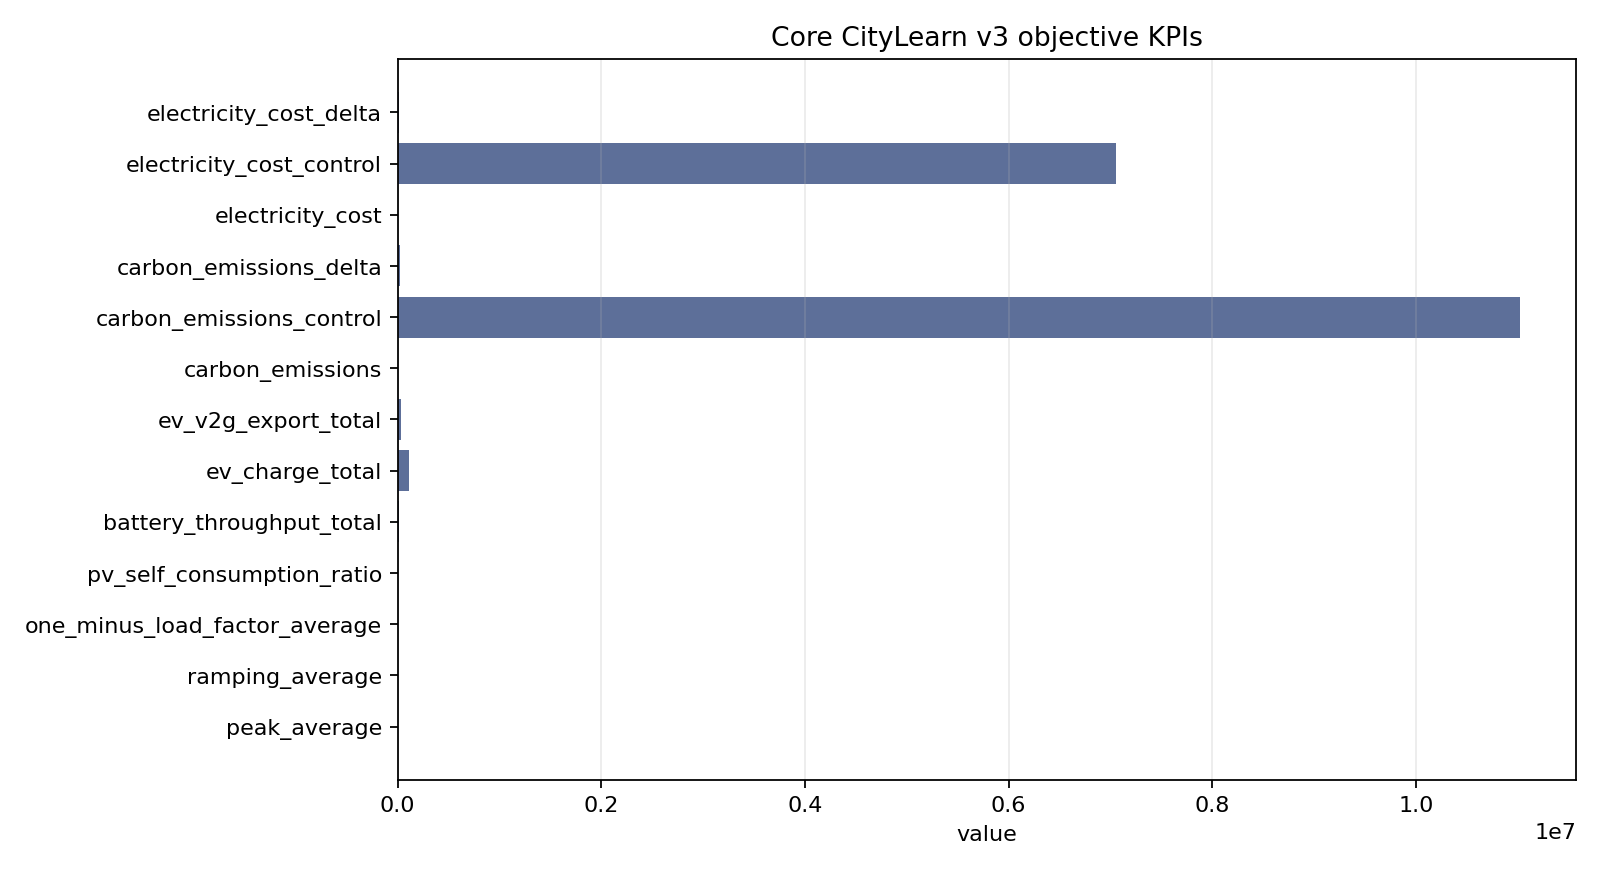 Core CityLearn v3 objective KPIs
electricity_cost_delta
electricity_cost_control
electricity_cost
carbon_emissions_delta
carbon_emissions_control
carbon_emissions
ev_v2g_export_total
ev_charge_total
battery_throughput_total
pv_self_consumption_ratio
one_minus_load_factor_average
ramping_average
peak_average
0.0 0.2 0.4 0.6 0.8 1.0
value
1e7